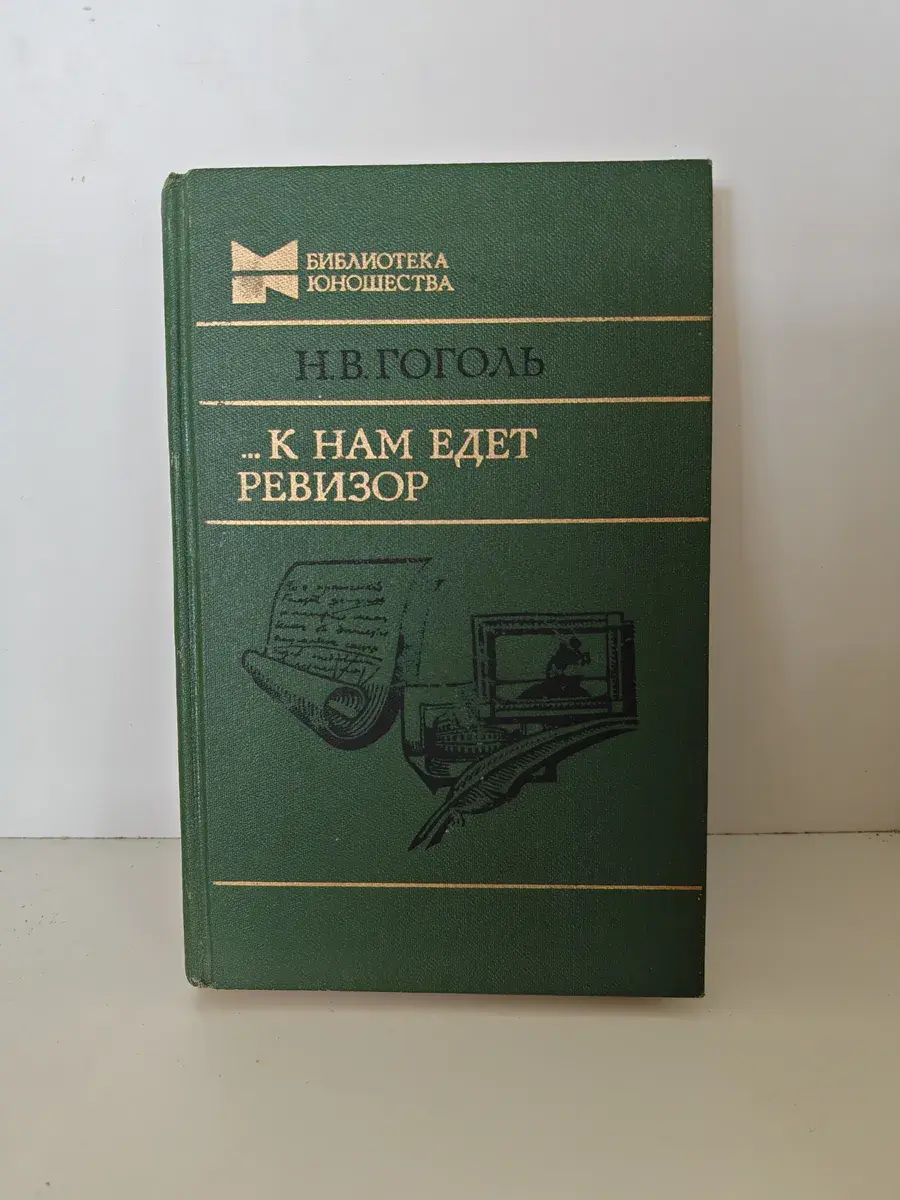 БИБЛИОТЕКА
ЮНОШЕСТВА
Н.В.ГОГОЛЬ
...К НАМ ЕДЕТ
РЕВИЗОР